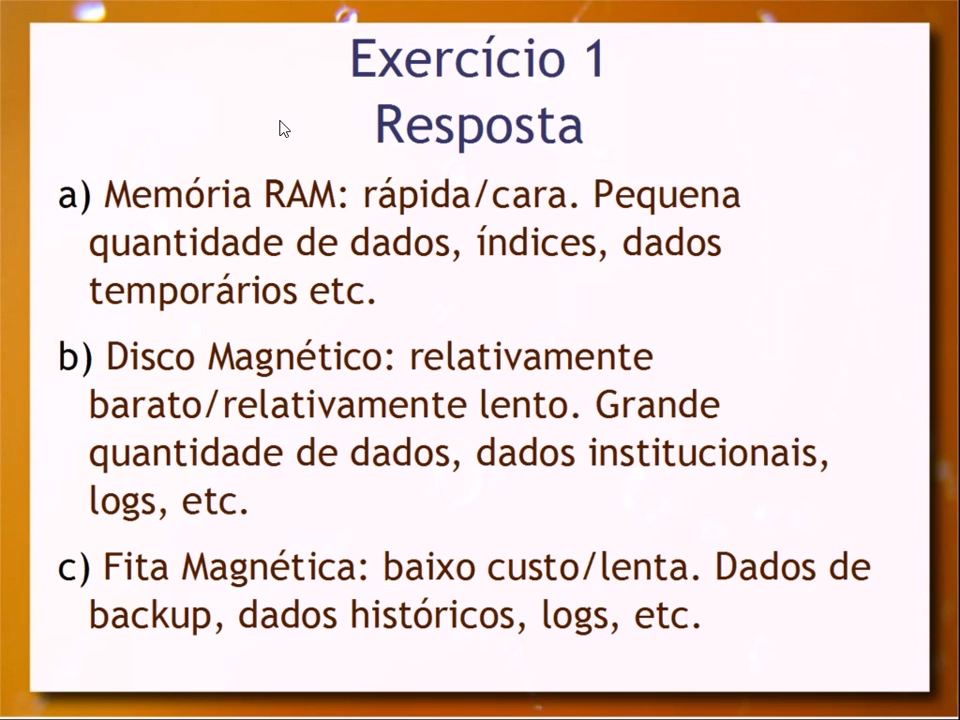 Exercício 1
Resposta
a) Memória RAM: rápida/cara. Pequena
quantidade de dados, índices, dados
temporários etc.
b) Disco Magnético: relativamente
barato/relativamente lento. Grande
quantidade de dados, dados institucionais,
logs, etc.
c) Fita Magnética: baixo custo/lenta. Dados de
backup, dados históricos, logs, etc.